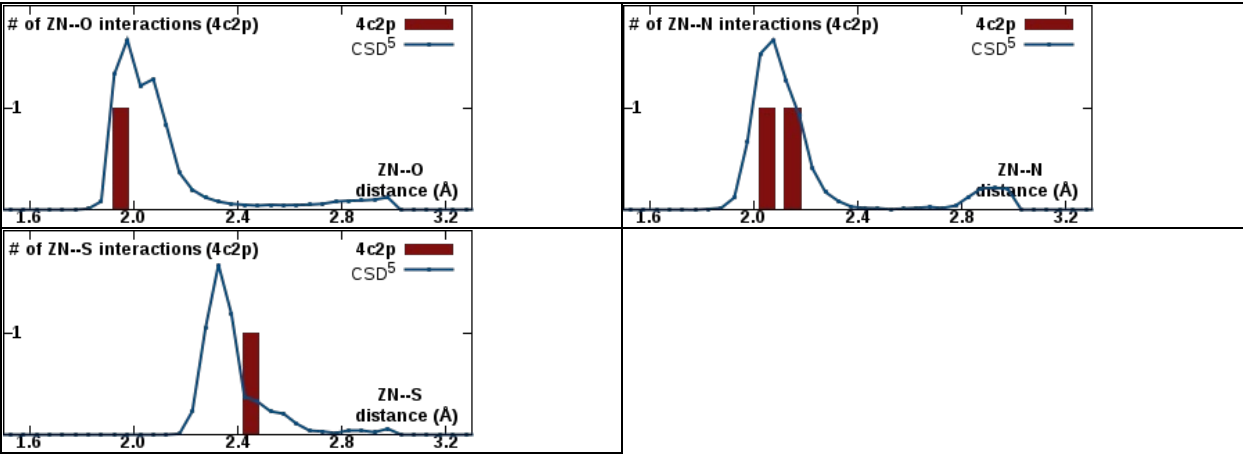 # of ZN--O interactions (4c2p)
4c2p
CSD5
1
ZN--O
distance (Å)
1.6 2.0 2.4 2.8 3.2
# of ZN--N interactions (4c2p)
4c2p
CSD5
1
ZN--N
distance (Å)
1.6 2.0 2.4 2.8 3.2
# of ZN--S interactions (4c2p)
4c2p
CSD5
1
ZN--S
distance (Å)
1.6 2.0 2.4 2.8 3.2